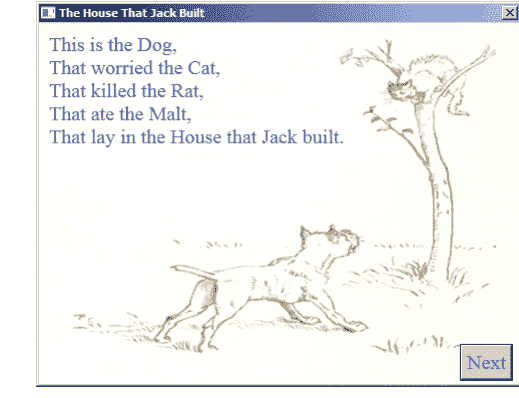 The House That Jack Built
This is the Dog,
That worried the Cat,
That killed the Rat,
That ate the Malt,
That lay in the House that Jack built.
Next